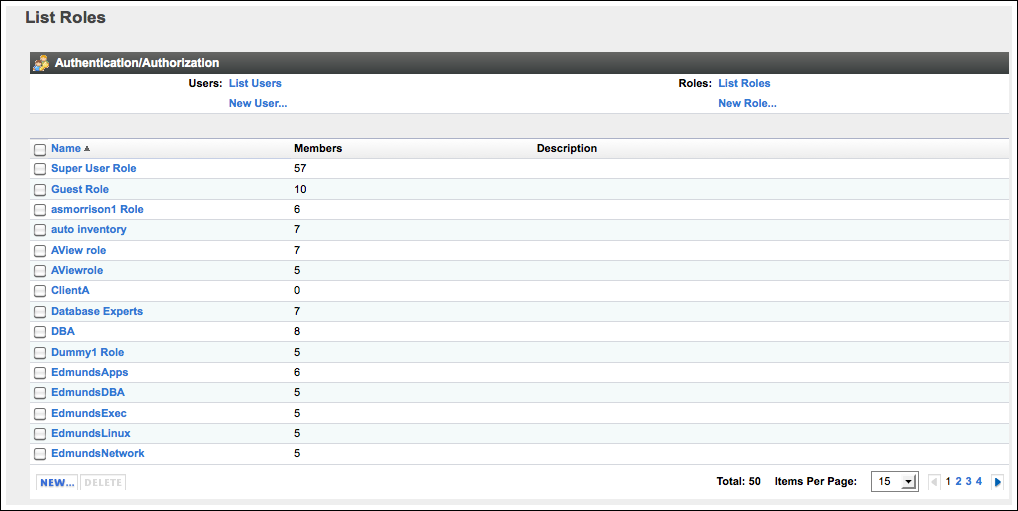 List Roles
Authentication/Authorization
Users: List Users Roles: List Roles
New User... New Role...
Name Members Description
Super User Role 57
Guest Role 10
asmorrison1 Role 6
auto inventory 7
AView role 7
AViewrole 5
ClientA 0
Database Experts 7
DBA 8
Dummy1 Role 5
EdmundsApps 6
EdmundsDBA 5
EdmundsExec 5
EdmundsLinux 5
EdmundsNetwork 5
NEW... DELETE Total: 50 Items Per Page: 15 1 2 3 4